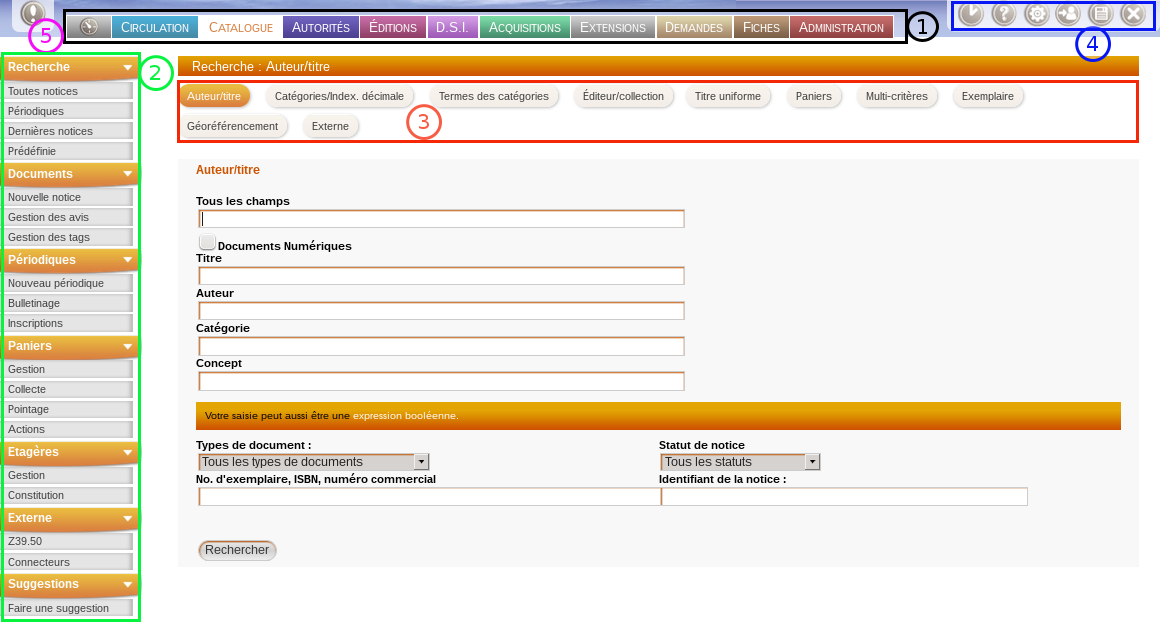 Circulation Catalogue Autorités Éditions D.S.I. Acquisitions Extensions Demandes Fiches Administration
1
5
4
2
3
Recherche
Toutes notices
Périodiques
Dernières notices
Prédéfinie
Documents
Nouvelle notice
Gestion des avis
Gestion des tags
Périodiques
Nouveau périodique
Bulletinage
Inscriptions
Paniers
Gestion
Collecte
Pointage
Actions
Etagères
Gestion
Constitution
Externe
Z39.50
Connecteurs
Suggestions
Faire une suggestion
Recherche : Auteur/titre
Auteur/titre Catégories/Index. décimale Termes des catégories Éditeur/collection Titre uniforme Paniers Multi-critères Exemplaire
Géoréférencement Externe
Auteur/titre
Tous les champs
Documents Numériques
Titre
Auteur
Catégorie
Concept
Votre saisie peut aussi être une expression booléenne.
Types de document : Statut de notice
Tous les types de documents Tous les statuts
No. d'exemplaire, ISBN, numéro commercial Identifiant de la notice :
Rechercher